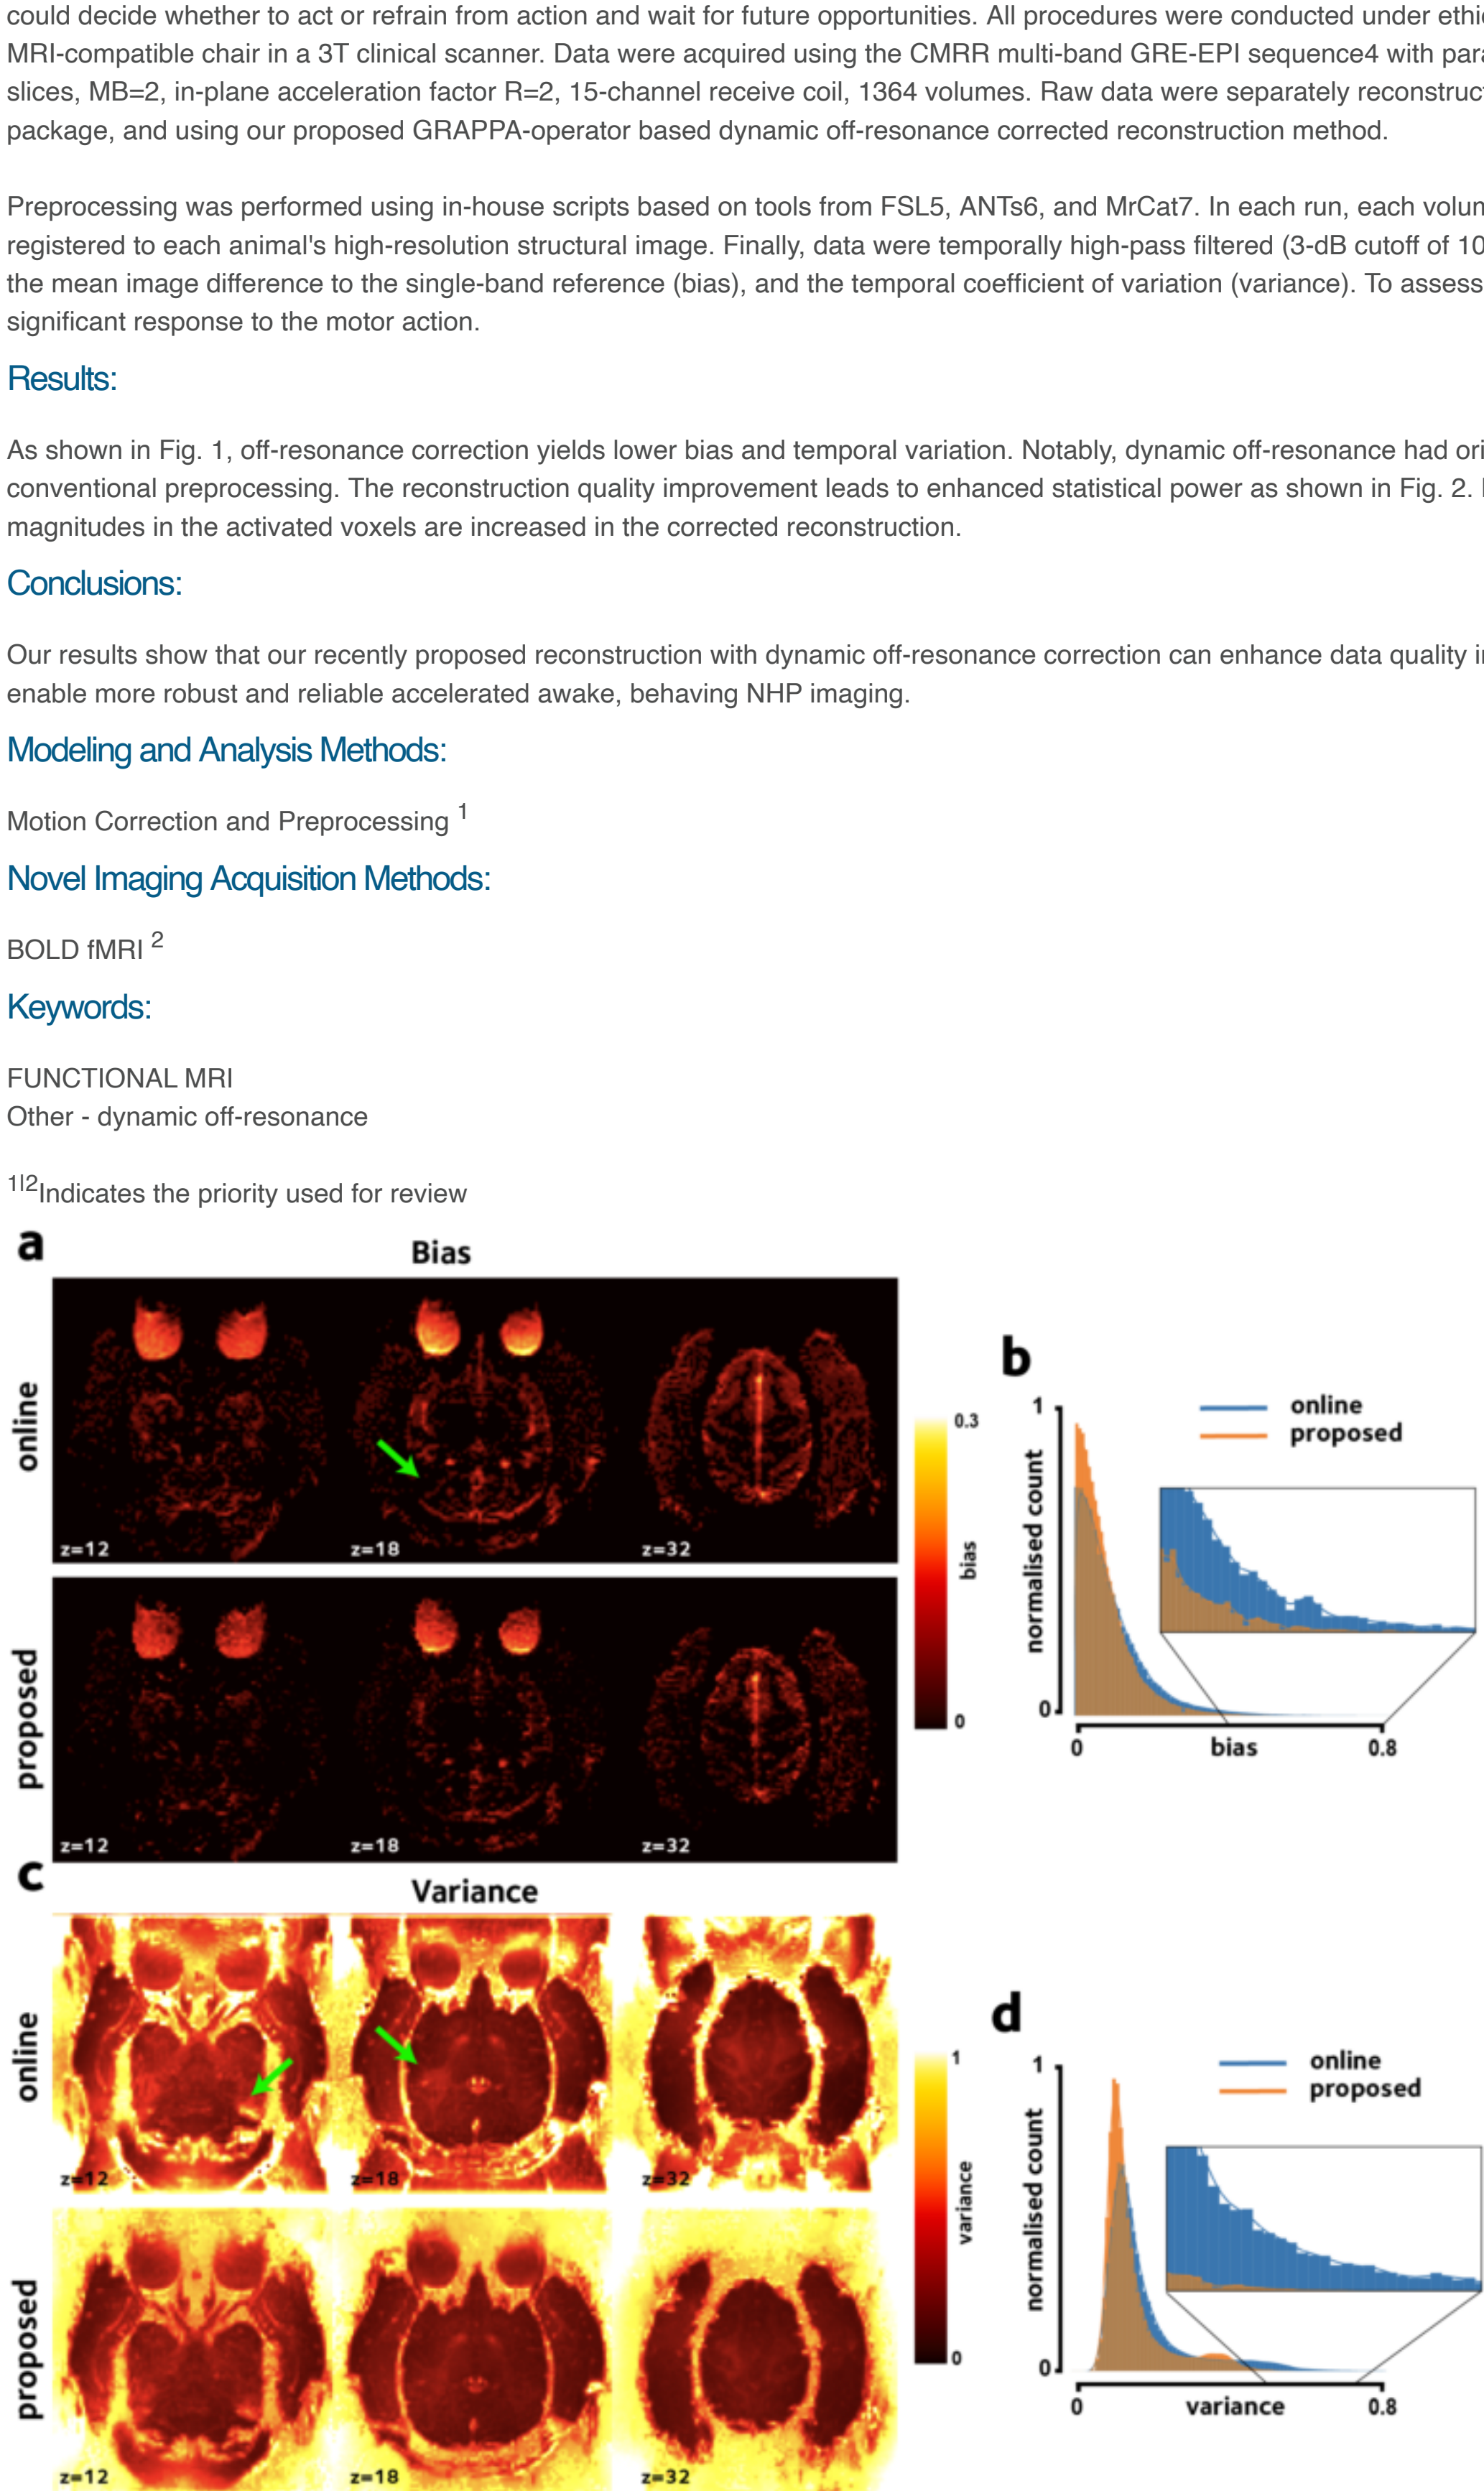 could decide whether to act or refrain from action and wait for future opportunities. All procedures were conducted under
MRI-compatible chair in a 3T clinical scanner. Data were acquired using the CMRR multi-band GRE-EPI sequence4 with
slices, MB=2, in-plane acceleration factor R=2, 15-channel receive coil, 1364 volumes. Raw data were separately
package, and using our proposed GRAPPA-operator based dynamic off-resonance corrected reconstruction method.
Preprocessing was performed using in-house scripts based on tools from FSL5, ANTs6, and MrCat7. In each run, each
registered to each animal's high-resolution structural image. Finally, data were temporally high-pass filtered (3-dB cutoff of 10
the mean image difference to the single-band reference (bias), and the temporal coefficient of variation (variance). To assess
significant response to the motor action.
Results:
As shown in Fig. 1, off-resonance correction yields lower bias and temporal variation. Notably, dynamic off-resonance had
conventional preprocessing. The reconstruction quality improvement leads to enhanced statistical power as shown in Fig. 2.
magnitudes in the activated voxels are increased in the corrected reconstruction.
Conclusions:
Our results show that our recently proposed reconstruction with dynamic off-resonance correction can enhance data quality
enable more robust and reliable accelerated awake, behaving NHP imaging.
Modeling and Analysis Methods:
Motion Correction and Preprocessing 1
Novel Imaging Acquisition Methods:
BOLD fMRI 2
Keywords:
FUNCTIONAL MRI
Other - dynamic off-resonance
1|2Indicates the priority used for review
a
Bias
online
z=12
z=18
z=32
proposed
z=12
z=18
z=32
0.3
bias
0
b
online
proposed
1
normalised count
0
0
bias
0.8
c
Variance
online
z=12
z=18
z=32
proposed
z=12
z=18
z=32
1
variance
0
d
online
proposed
1
normalised count
0
0
variance
0.8